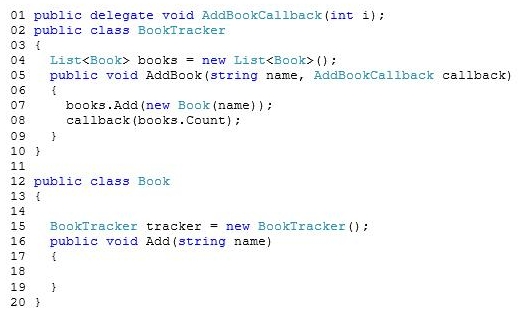 01 public delegate void AddBookCallback(int i);
02 public class BookTracker
03 {
04   List<Book> books = new List<Book>();
05   public void AddBook(string name, AddBookCallback callback)
06   {
07     books.Add(new Book(name));
08     callback(books.Count);
09   }
10 }
11
12 public class Book
13 {
14
15   BookTracker tracker = new BookTracker();
16   public void Add(string name)
17   {
18
19   }
20 }